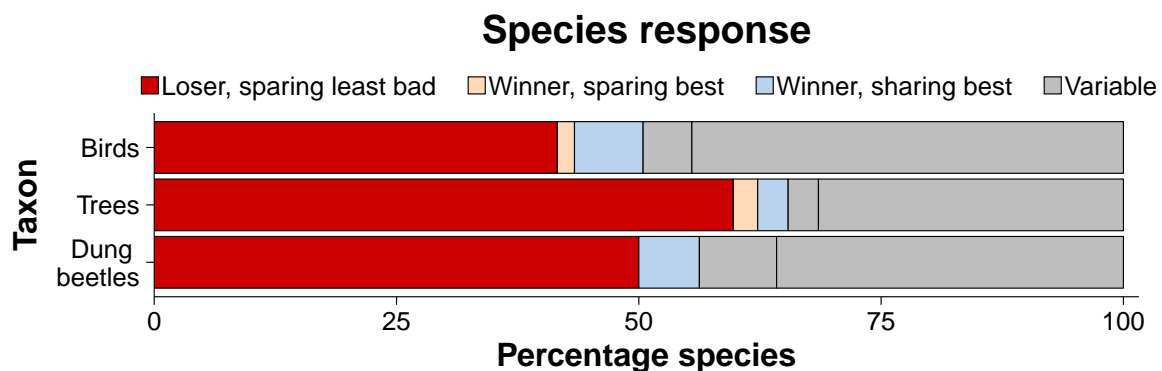 Species response
Loser, sparing least bad Winner, sparing best Winner, sharing best Variable
Taxon
Birds
Trees
Dung
beetles
0 25 50 75 100
Percentage species